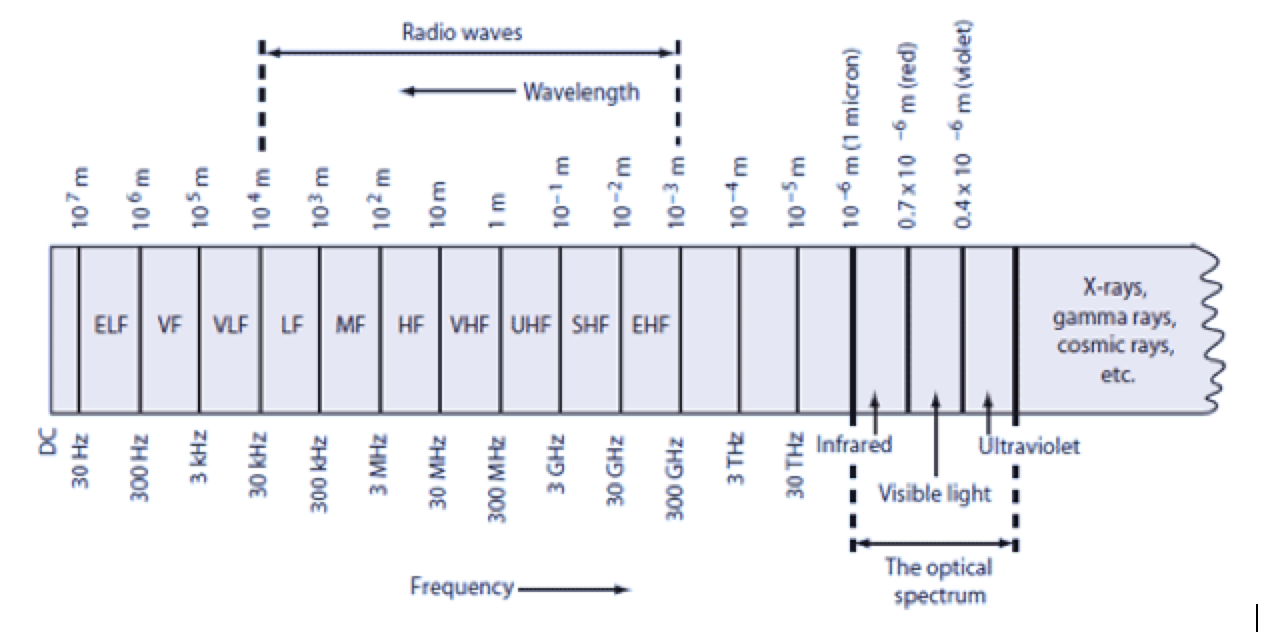 Radio waves
Wavelength
10⁷ m
10⁶ m
10⁵ m
10⁴ m
10³ m
10² m
10 m
1 m
10⁻¹ m
10⁻² m
10⁻³ m
10⁻⁴ m
10⁻⁵ m
10⁻⁶ m (1 micron)
0.7 x 10⁻⁶ m (red)
0.4 x 10⁻⁶ m (violet)
ELF
VF
VLF
LF
MF
HF
VHF
UHF
SHF
EHF
X-rays,
gamma rays,
cosmic rays,
etc.
DC
30 Hz
300 Hz
3 kHz
30 kHz
300 kHz
3 MHz
30 MHz
300 MHz
3 GHz
30 GHz
300 GHz
3 THz
30 THz
Infrared
Ultraviolet
Visible light
The optical
spectrum
Frequency